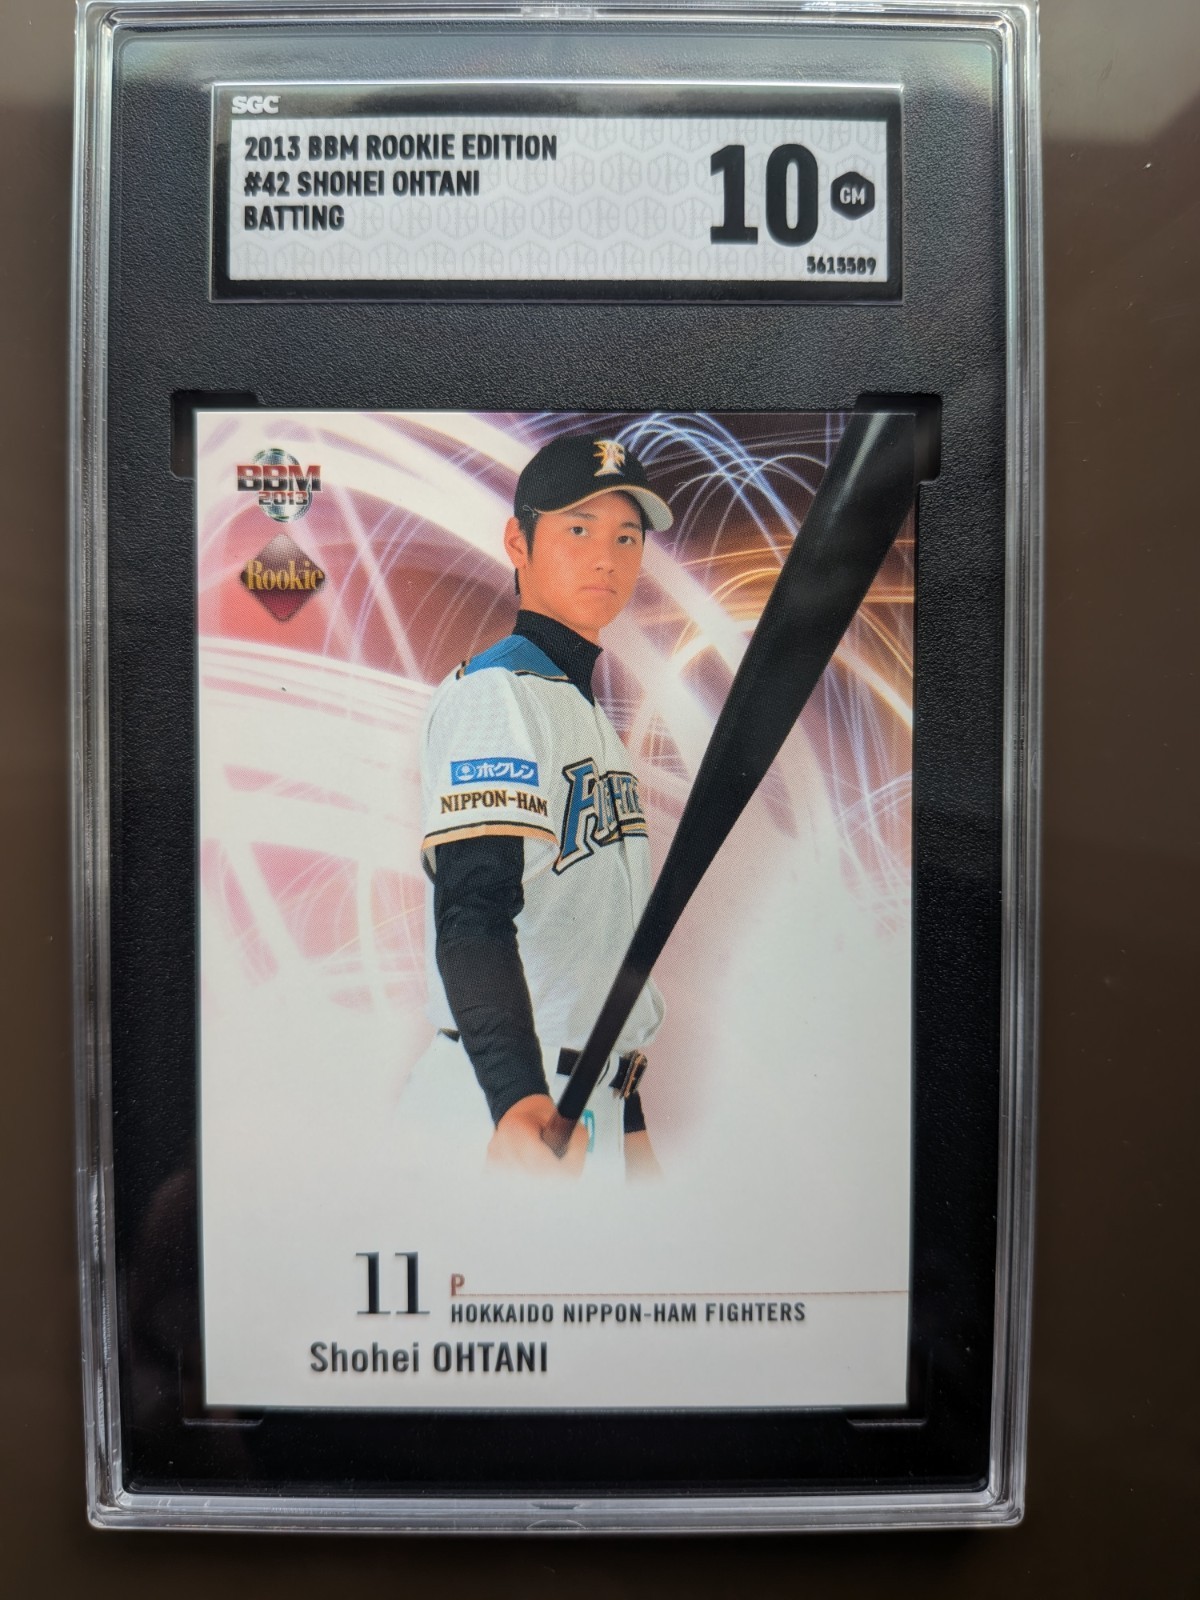 SGC
2013 BBM ROOKIE EDITION
#42 SHOHEI OHTANI
BATTING
10
GM
5615589
BBM
2013
Rookie
ホクレン
NIPPON-HAM
11
P
HOKKAIDO NIPPON-HAM FIGHTERS
Shohei OHTANI